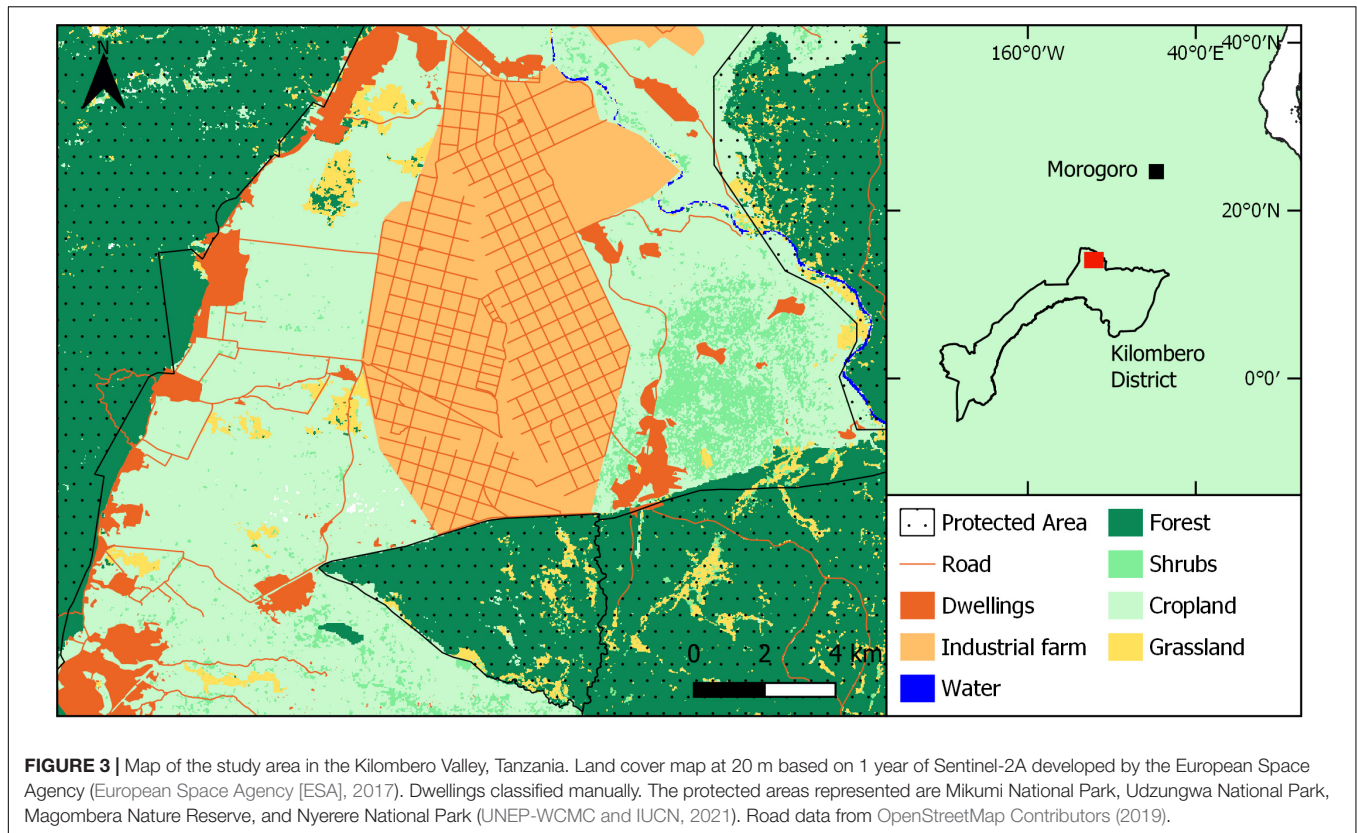 N
160°0'W
40°0'E
40°0'N
Morogoro
20°0'N
Kilombero
District
0°0'
0 2 4 km
Protected Area
Road
Dwellings
Industrial farm
Water
Forest
Shrubs
Cropland
Grassland
FIGURE 3 | Map of the study area in the Kilombero Valley, Tanzania. Land cover map at 20 m based on 1 year of Sentinel-2A developed by the European Space
Agency (European Space Agency [ESA], 2017). Dwellings classified manually. The protected areas represented are Mikumi National Park, Udzungwa National Park,
Magombera Nature Reserve, and Nyerere National Park (UNEP-WCMC and IUCN, 2021). Road data from OpenStreetMap Contributors (2019).